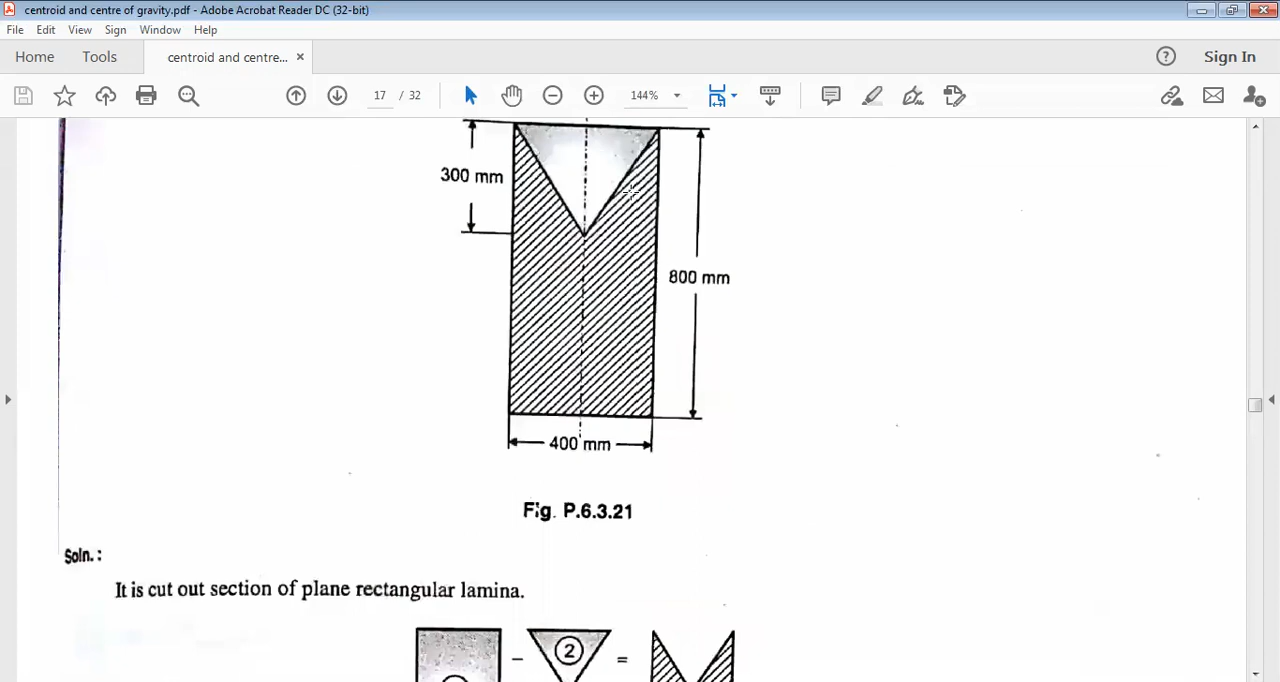 centroid and centre of gravity.pdf - Adobe Acrobat Reader DC (32-bit)
File Edit View Sign Window Help
Home Tools centroid and centre... × Sign In
17 / 32 144%
300 mm
800 mm
400 mm
Fig. P.6.3.21
Soln. :
It is cut out section of plane rectangular lamina.
− 2 =